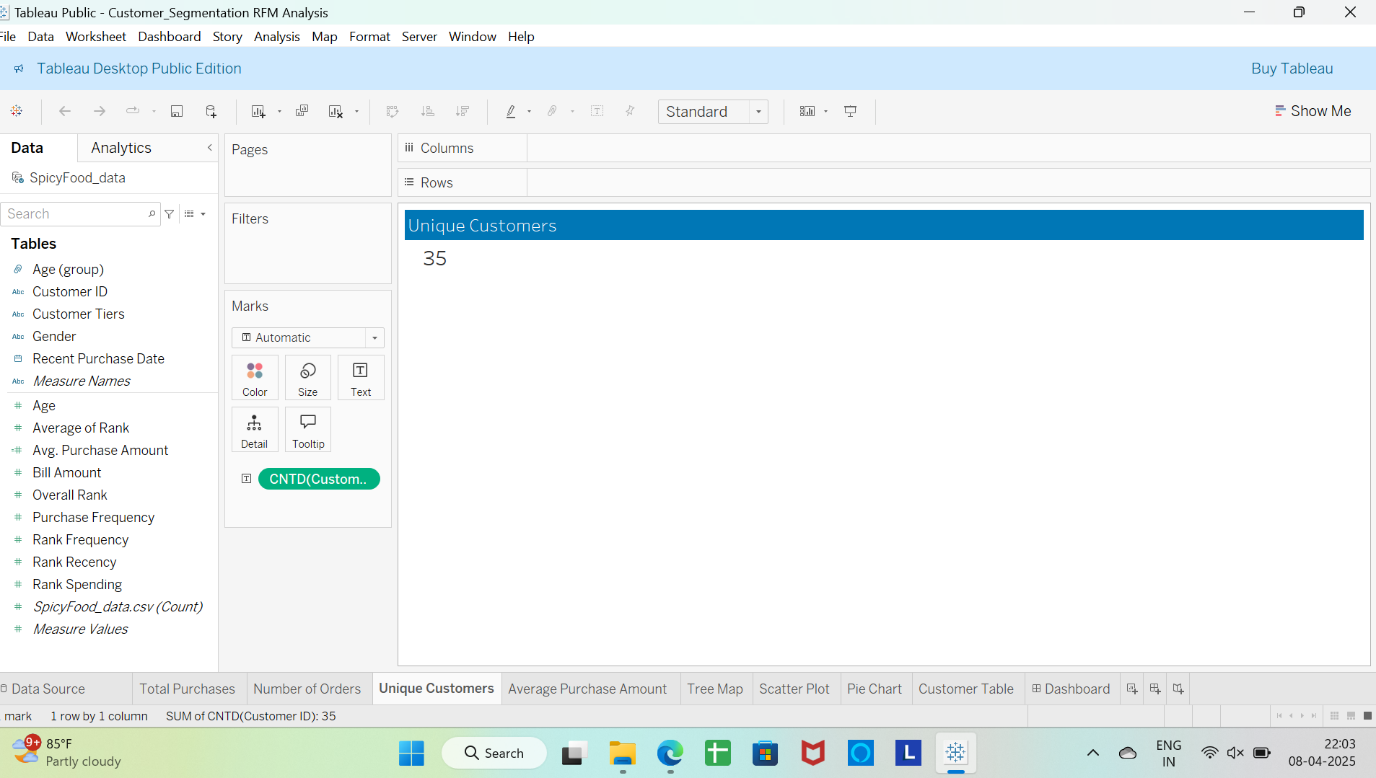 Tableau Public - Customer_Segmentation RFM Analysis
File Data Worksheet Dashboard Story Analysis Map Format Server Window Help
Tableau Desktop Public Edition Buy Tableau
Standard Show Me
Data Analytics
SpicyFood_data
Search
Tables
Age (group)
Abc Customer ID
Abc Customer Tiers
Abc Gender
Recent Purchase Date
Abc Measure Names
# Age
# Average of Rank
=# Avg. Purchase Amount
# Bill Amount
# Overall Rank
# Purchase Frequency
# Rank Frequency
# Rank Recency
# Rank Spending
# SpicyFood_data.csv (Count)
# Measure Values
Pages
Filters
Marks
T Automatic
Color Size T Text
Detail Tooltip
T CNTD(Custom..
iii Columns
Rows
Unique Customers
35
Data Source Total Purchases Number of Orders Unique Customers Average Purchase Amount Tree Map Scatter Plot Pie Chart Customer Table Dashboard
mark 1 row by 1 column SUM of CNTD(Customer ID): 35
9+ 85°F
Partly cloudy
Search
L
ENG
IN
22:03
08-04-2025